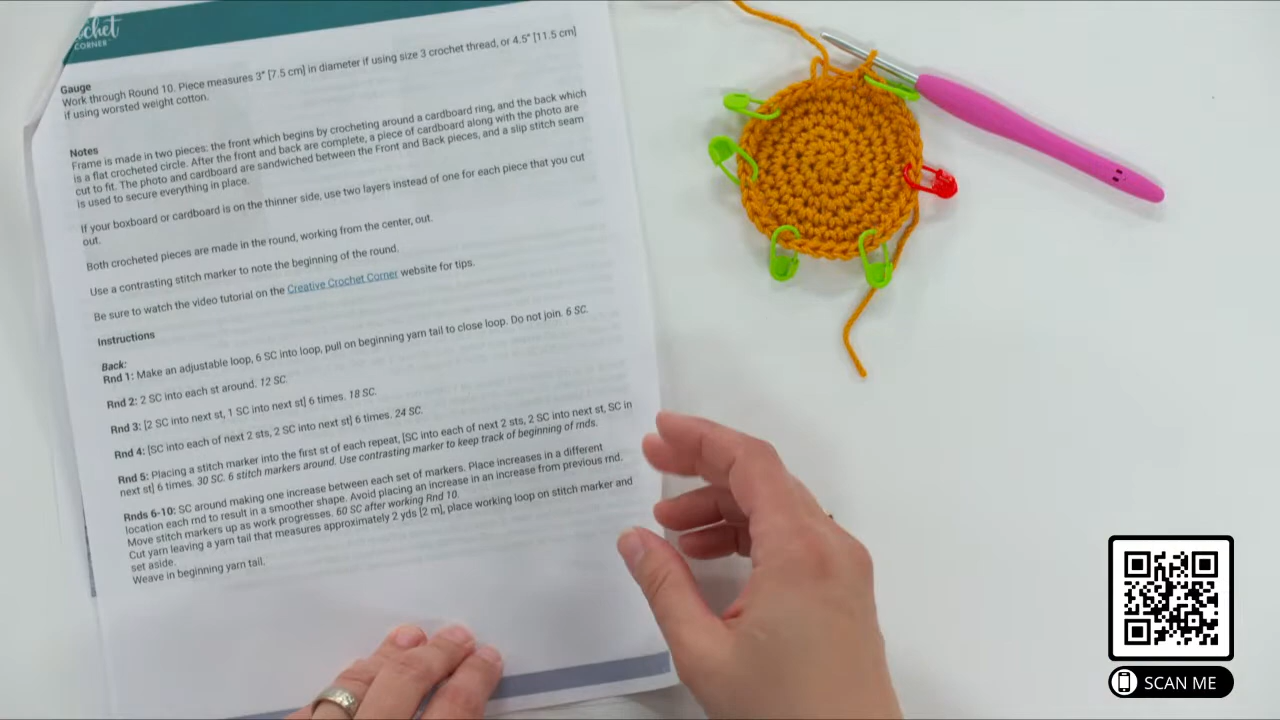 chet
CORNER
Gauge
Work through Round 10. Piece measures 3" [7.5 cm] in diameter if using size 3 crochet thread, or 4.5" [11.5 cm]
if using worsted weight cotton.
Notes
Frame is made in two pieces: the front which begins by crocheting around a cardboard ring, and the back which
is a flat crocheted circle. After the front and back are complete, a piece of cardboard along with the photo are
cut to fit. The photo and cardboard are sandwiched between the Front and Back pieces, and a slip stitch seam
is used to secure everything in place.
If your boxboard or cardboard is on the thinner side, use two layers instead of one for each piece that you cut
out.
Both crocheted pieces are made in the round, working from the center, out.
Use a contrasting stitch marker to note the beginning of the round.
Be sure to watch the video tutorial on the Creative Crochet Corner website for tips.
Instructions
Back:
Rnd 1: Make an adjustable loop, 6 SC into loop, pull on beginning yarn tail to close loop. Do not join. 6 SC.
Rnd 2: 2 SC into each st around. 12 SC.
Rnd 3: [2 SC into next st, 1 SC into next st] 6 times. 18 SC.
Rnd 4: [SC into each of next 2 sts, 2 SC into next st] 6 times. 24 SC.
Rnd 5: Placing a stitch marker into the first st of each repeat, [SC into each of next 2 sts, 2 SC into next st, SC in
next st] 6 times. 30 SC. 6 stitch markers around. Use contrasting marker to keep track of beginning of rnds.
Rnds 6-10: SC around making one increase between each set of markers. Place increases in a different
location each rnd to result in a smoother shape. Avoid placing an increase in an increase from previous rnd.
Move stitch markers up as work progresses. 60 SC after working Rnd 10.
Cut yarn leaving a yarn tail that measures approximately 2 yds [2 m], place working loop on stitch marker and
set aside.
Weave in beginning yarn tail.
SCAN ME